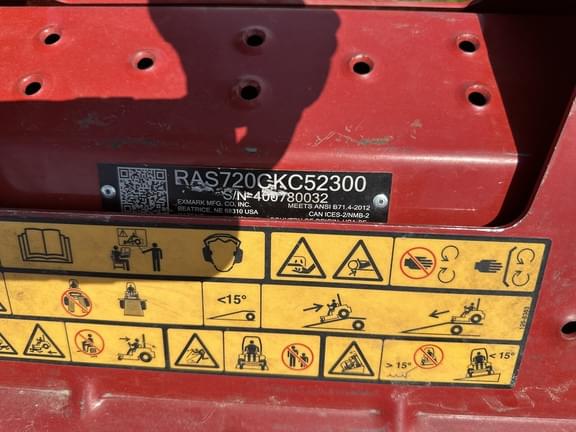 RAS720GKC52300
S/N=400780032
EXMARK MFG. CO. INC. MEETS ANSI B71.4-2012
BEATRICE, NE 68310 USA CAN ICES-2/NMB-2
<15°
> 15°
< 15°